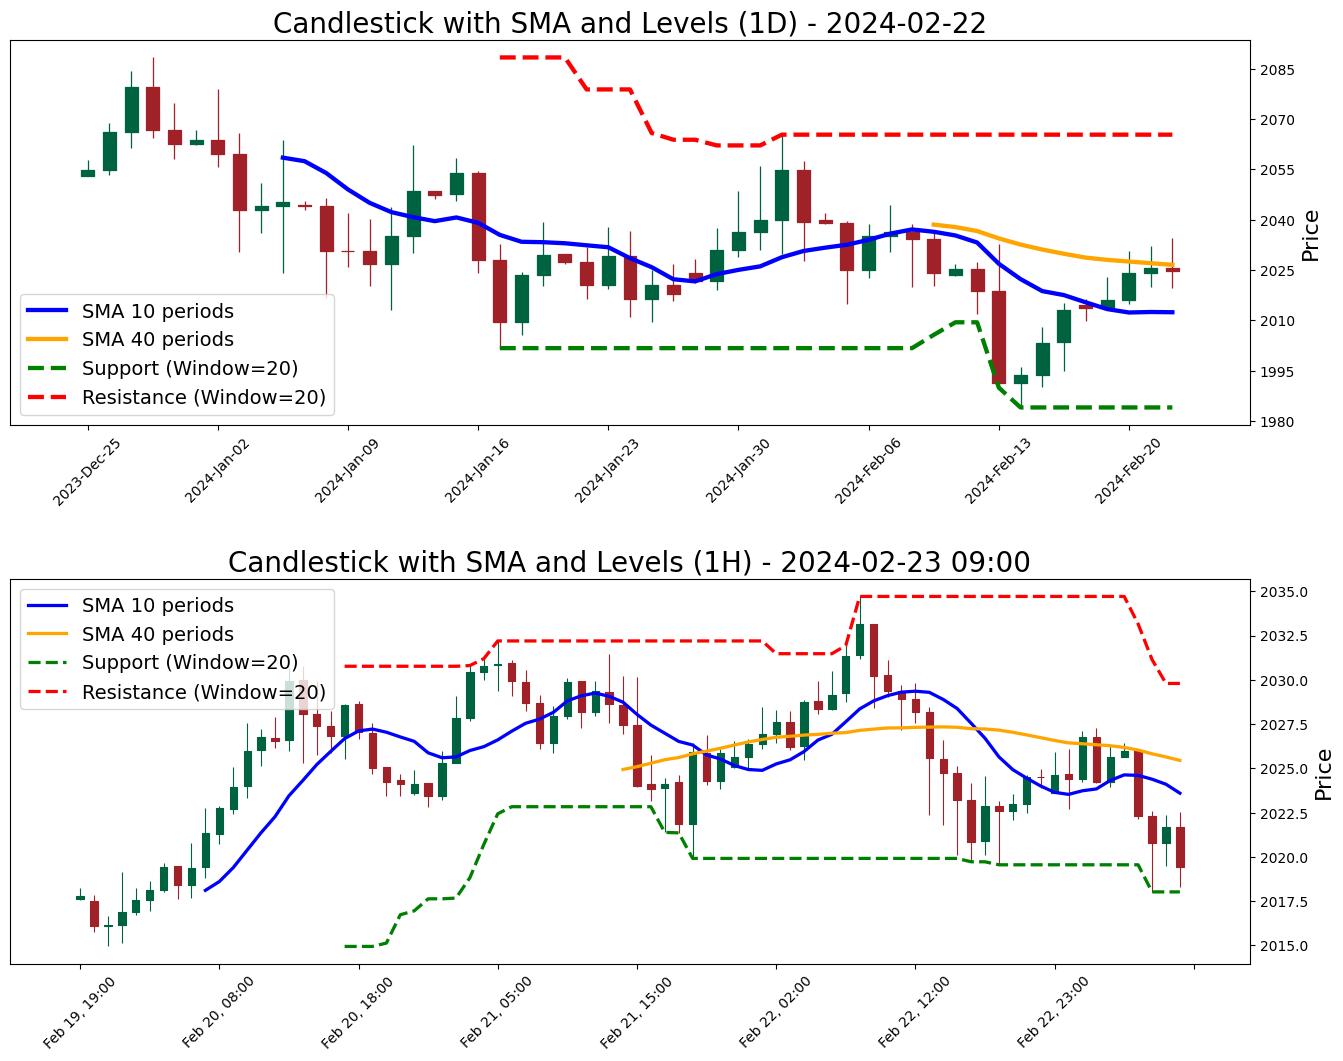 Candlestick with SMA and Levels (1D) - 2024-02-22
2085
2070
2055
2040
2025
2010
1995
1980
Price
SMA 10 periods
SMA 40 periods
Support (Window=20)
Resistance (Window=20)
2023-Dec-25
2024-Jan-02
2024-Jan-09
2024-Jan-16
2024-Jan-23
2024-Jan-30
2024-Feb-06
2024-Feb-13
2024-Feb-20
Candlestick with SMA and Levels (1H) - 2024-02-23 09:00
SMA 10 periods
SMA 40 periods
Support (Window=20)
Resistance (Window=20)
2035.0
2032.5
2030.0
2027.5
2025.0
2022.5
2020.0
2017.5
2015.0
Price
Feb 19, 19:00
Feb 20, 08:00
Feb 20, 18:00
Feb 21, 05:00
Feb 21, 15:00
Feb 22, 02:00
Feb 22, 12:00
Feb 22, 23:00